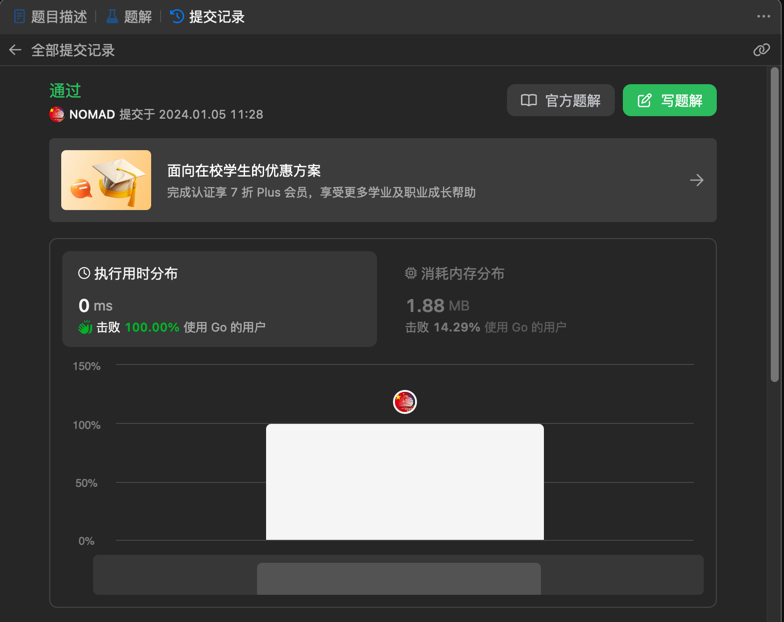 题目描述 题解 提交记录
全部提交记录
通过
NOMAD 提交于 2024.01.05 11:28
官方题解
写题解
面向在校学生的优惠方案
完成认证享 7 折 Plus 会员，享受更多学业及职业成长帮助
执行用时分布
0 ms
击败 100.00% 使用 Go 的用户
消耗内存分布
1.88 MB
击败 14.29% 使用 Go 的用户
150%
100%
50%
0%